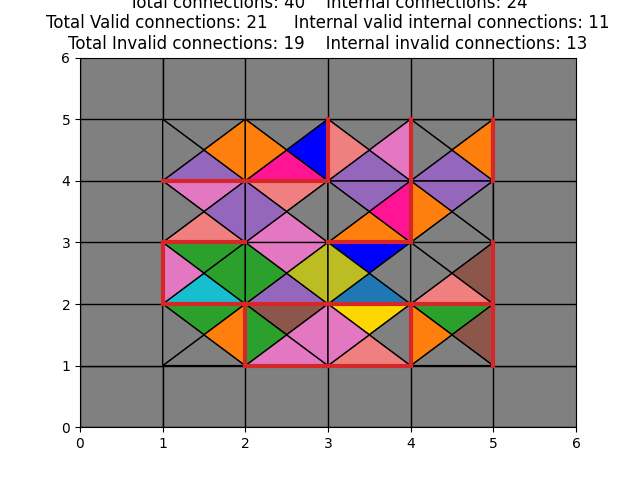 Total connections: 40    Internal connections: 24
Total Valid connections: 21    Internal valid internal connections: 11
Total Invalid connections: 19    Internal invalid connections: 13
6
5
4
3
2
1
0
0 1 2 3 4 5 6